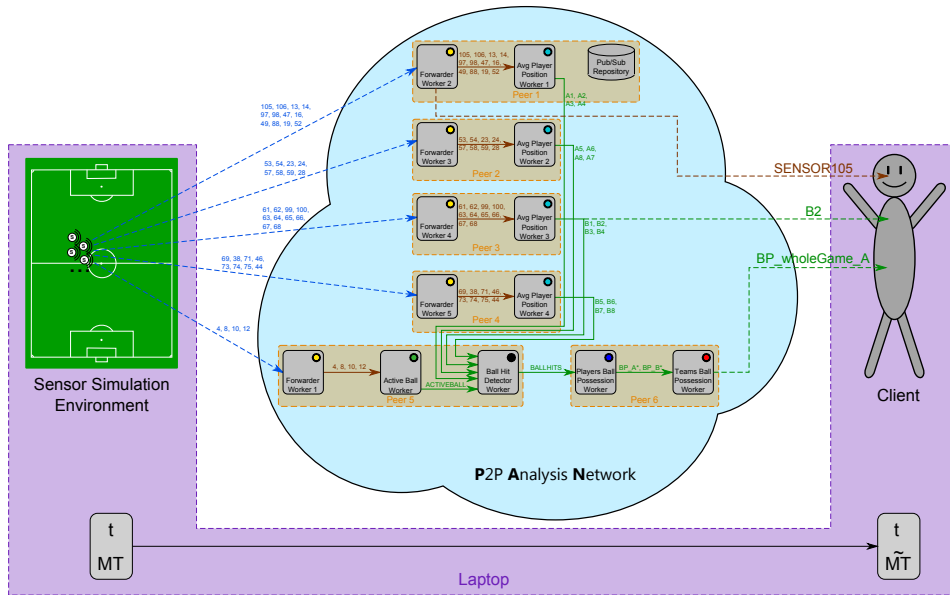 105, 106, 13, 14,
97, 98, 47, 16,
49, 88, 19, 52
Forwarder
Worker 2
105, 106, 13, 14,
97, 98, 47, 16,
49, 88, 19, 52
Avg Player
Position
Worker 1
Pub/Sub
Repository
Peer 1
A1, A2,
A3, A4
53, 54, 23, 24,
57, 58, 59, 28
Forwarder
Worker 3
53, 54, 23, 24,
57, 58, 59, 28
Avg Player
Position
Worker 2
Peer 2
A5, A6,
A8, A7
SENSOR105
61, 62, 99, 100,
63, 64, 65, 66,
67, 68
Forwarder
Worker 4
61, 62, 99, 100,
63, 64, 65, 66,
67, 68
Avg Player
Position
Worker 3
Peer 3
B1, B2,
B3, B4
B2
S
S
S
S
...
69, 38, 71, 46,
73, 74, 75, 44
Forwarder
Worker 5
69, 38, 71, 46,
73, 74, 75, 44
Avg Player
Position
Worker 4
Peer 4
B5, B6,
B7, B8
BP_wholeGame_A
4, 8, 10, 12
Forwarder
Worker 1
4, 8, 10, 12
Active Ball
Worker
ACTIVEBALL
Ball Hit
Detector
Worker
Peer 5
BALLHITS
Players Ball
Possession
Worker
BP_A*, BP_B*
Teams Ball
Possession
Worker
Peer 6
Sensor Simulation
Environment
Client
P2P Analysis Network
t
MT
t
M̃T
Laptop